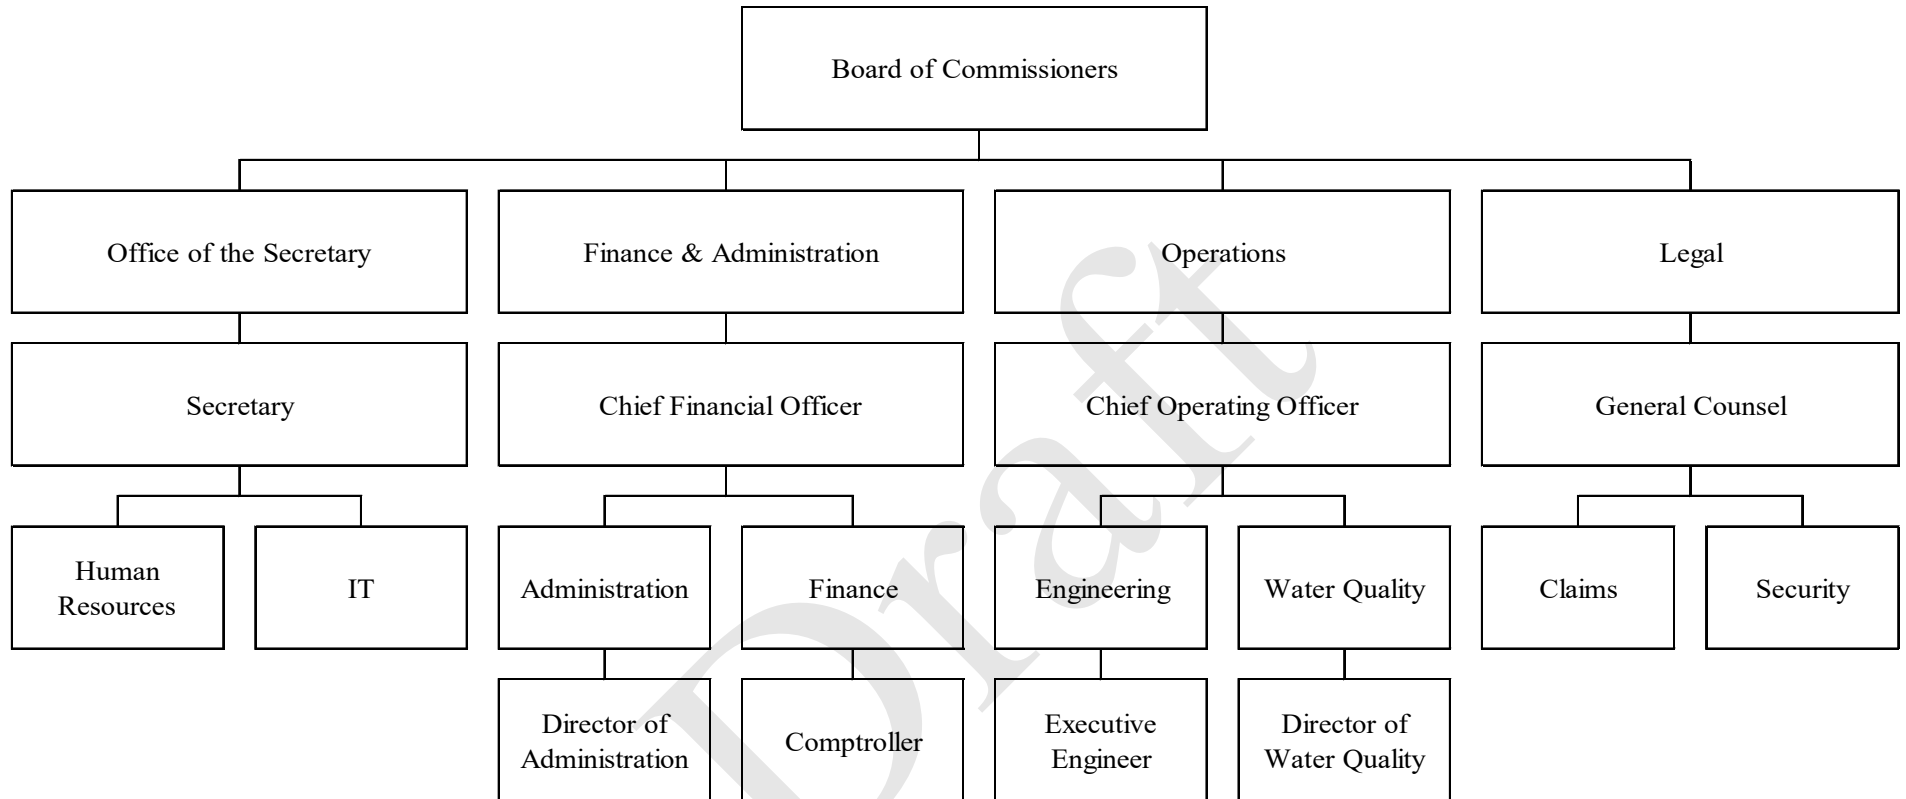 Board of Commissioners
Office of the Secretary
Finance & Administration
Operations
Legal
Secretary
Chief Financial Officer
Chief Operating Officer
General Counsel
Human
Resources
IT
Administration
Finance
Engineering
Water Quality
Claims
Security
Director of
Administration
Comptroller
Executive
Engineer
Director of
Water Quality
Draft